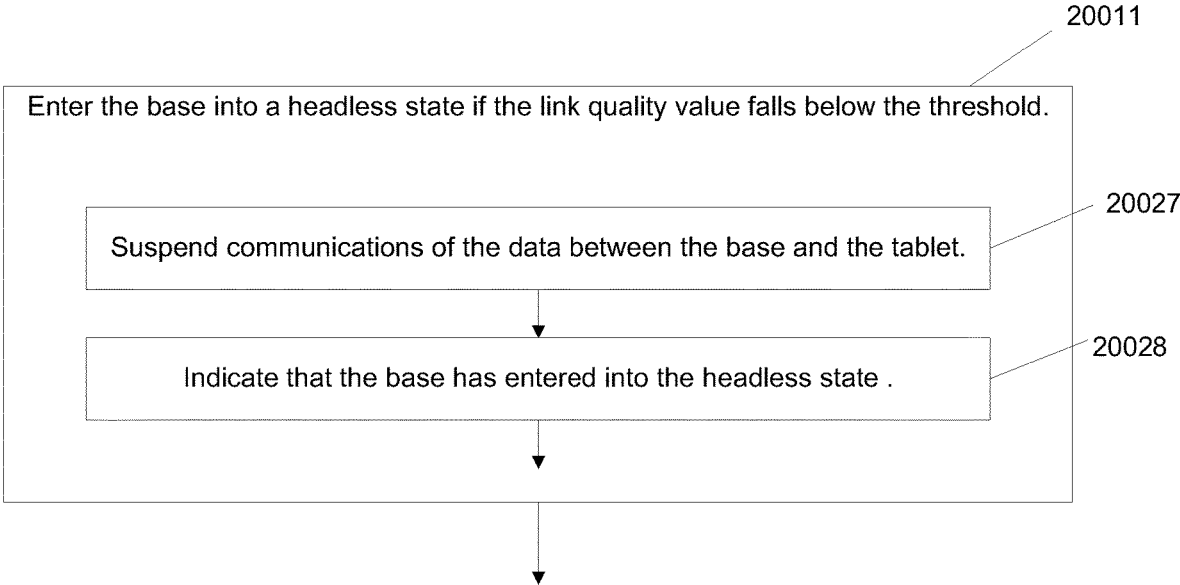 20011
Enter the base into a headless state if the link quality value falls below the threshold.
20027
Suspend communications of the data between the base and the tablet.
20028
Indicate that the base has entered into the headless state .